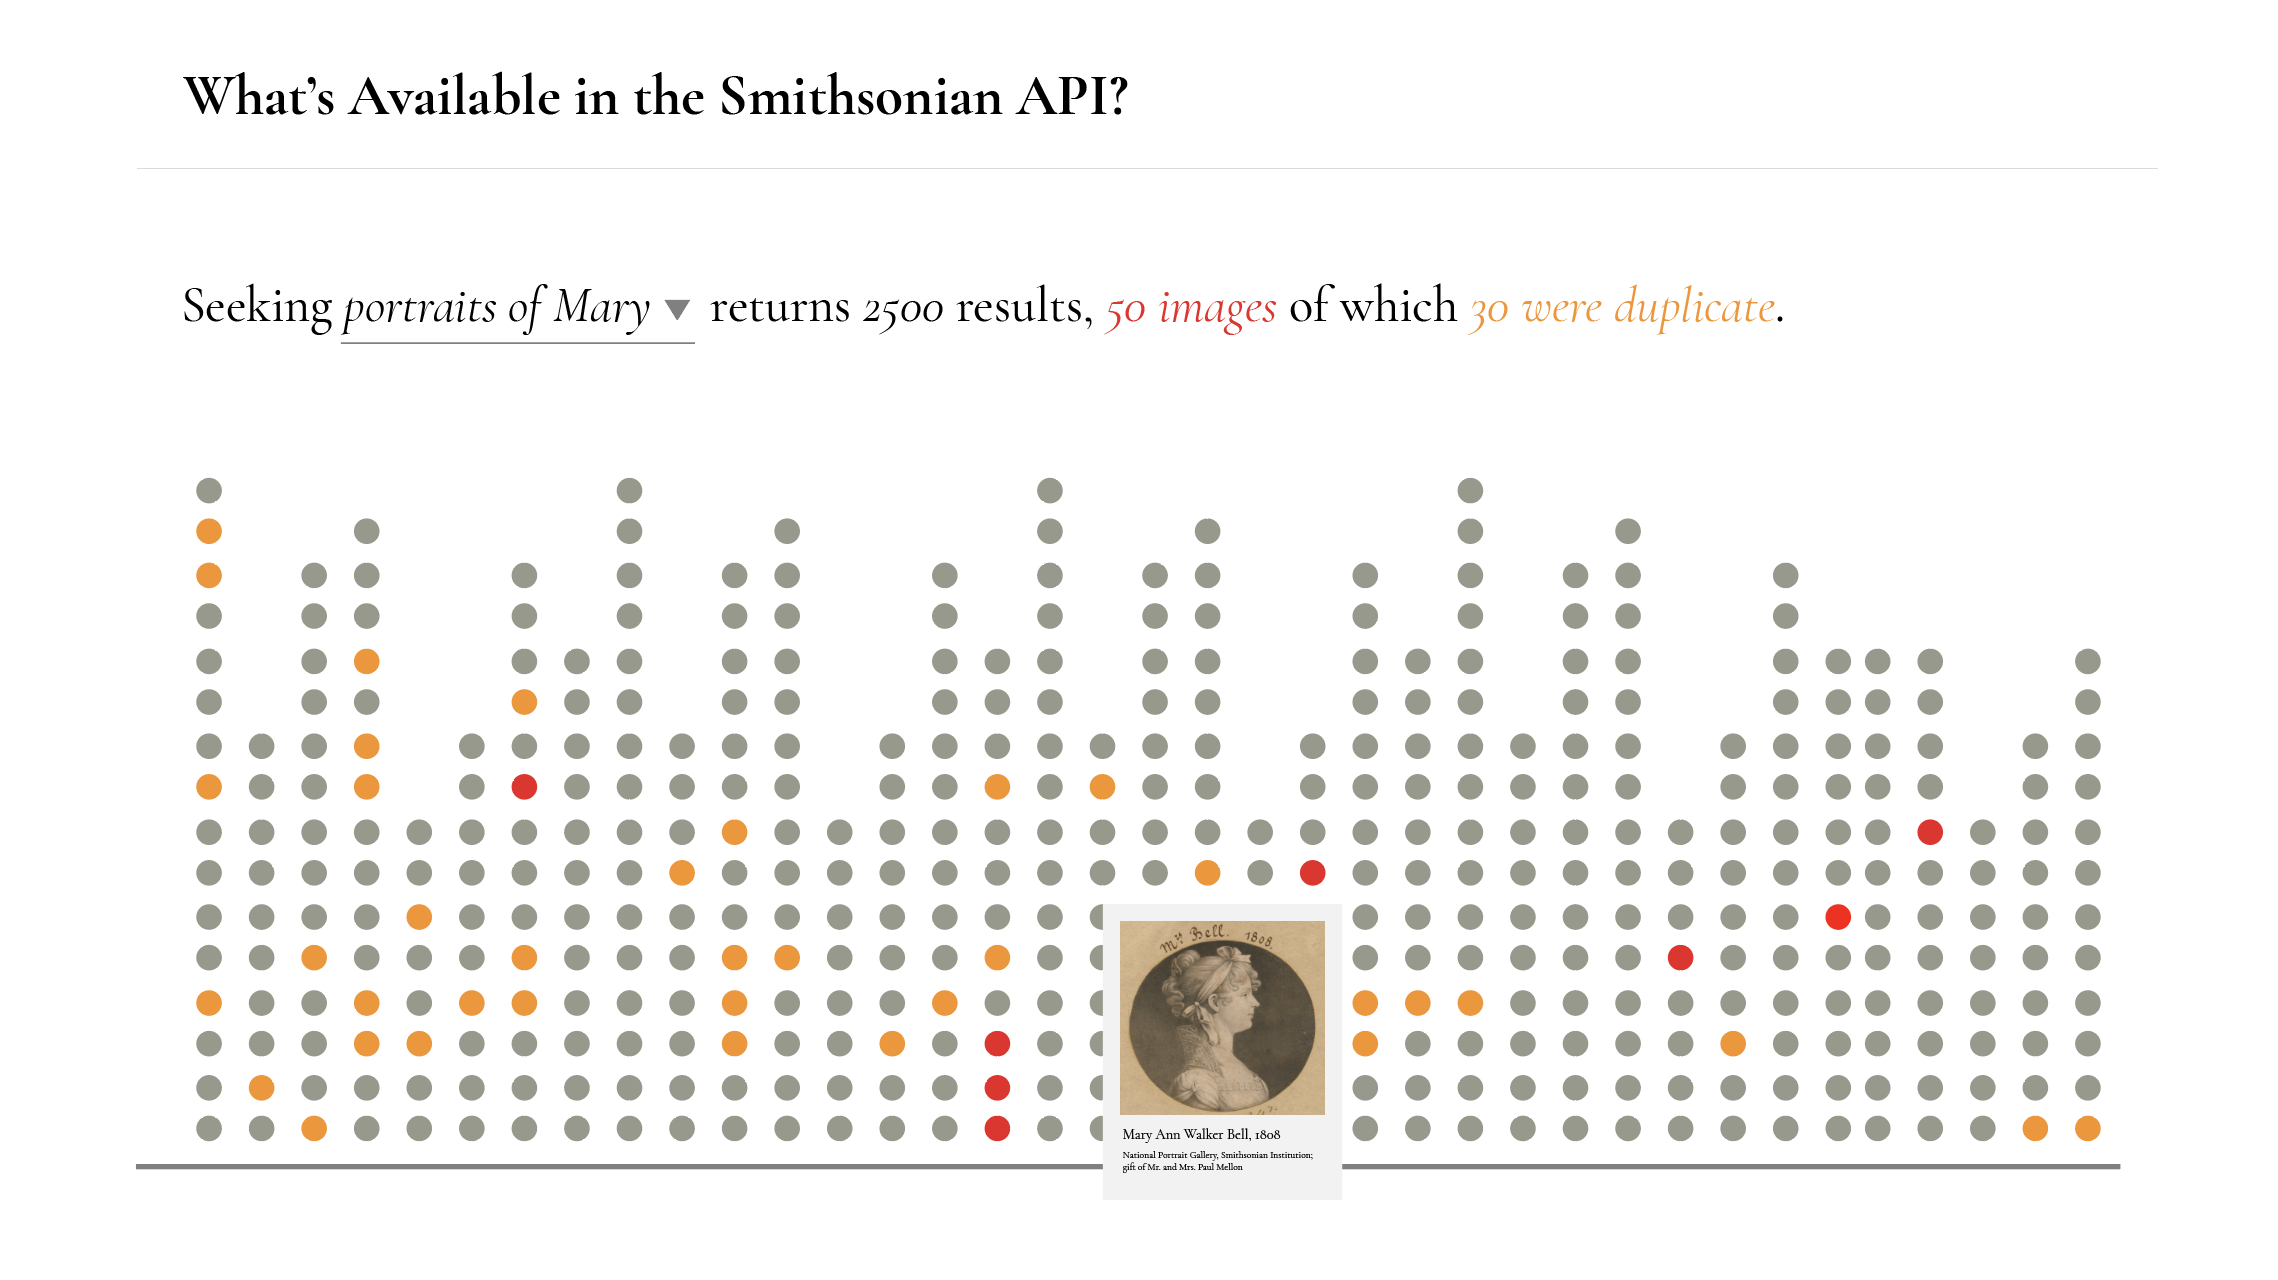 What’s Available in the Smithsonian API?
Seeking portraits of Mary ▼ returns 2500 results, 50 images of which 30 were duplicate.
Mrs. Bell. 1808.
Mary Ann Walker Bell, 1808
National Portrait Gallery, Smithsonian Institution;
gift of Mr. and Mrs. Paul Mellon